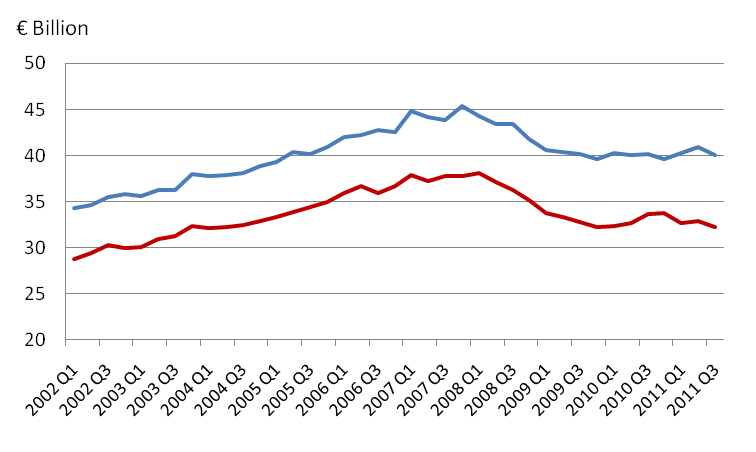 € Billion
50
45
40
35
30
25
20
2002 Q1
2002 Q3
2003 Q1
2003 Q3
2004 Q1
2004 Q3
2005 Q1
2005 Q3
2006 Q1
2006 Q3
2007 Q1
2007 Q3
2008 Q1
2008 Q3
2009 Q1
2009 Q3
2010 Q1
2010 Q3
2011 Q1
2011 Q3